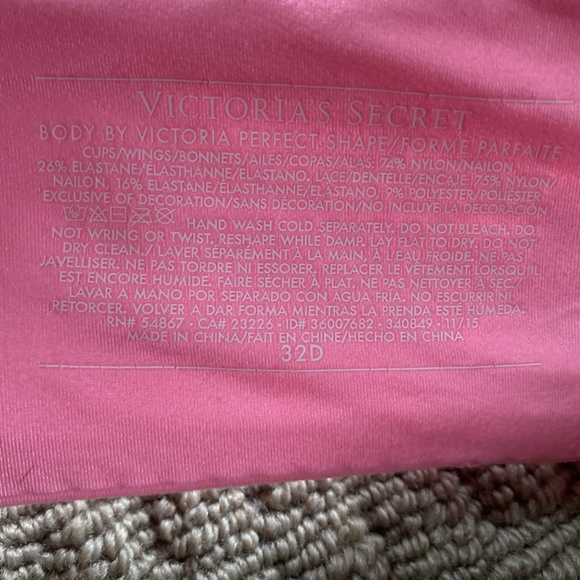 VICTORIA'S SECRET
BODY BY VICTORIA PERFECT SHAPE/FORME PARFAITE
CUPS/WINGS/BONNETS/AILES/COPAS/ALAS: 74% NYLON/NAILON,
26% ELASTANE/ÉLASTHANNE/ELASTANO. LACE/DENTELLE/ENCAJE: 75% NYLON/
NAILON, 16% ELASTANE/ÉLASTHANNE/ELASTANO, 9% POLYESTER/POLIÉSTER
EXCLUSIVE OF DECORATION/SANS DÉCORATION/NO INCLUYE LA DECORACIÓN
HAND WASH COLD SEPARATELY. DO NOT BLEACH. DO
NOT WRING OR TWIST. RESHAPE WHILE DAMP. LAY FLAT TO DRY. DO NOT
DRY CLEAN./ LAVER SÉPARÉMENT À LA MAIN, À L'EAU FROIDE. NE PAS
JAVELLISER. NE PAS TORDRE NI ESSORER. REPLACER LE VÊTEMENT LORSQU'IL
EST ENCORE HUMIDE. FAIRE SÉCHER À PLAT. NE PAS NETTOYER À SEC/
LAVAR A MANO POR SEPARADO CON AGUA FRIA. NO ESCURRIR NI
RETORCER. VOLVER A DAR FORMA MIENTRAS LA PRENDA ESTÉ HÚMEDA.
RN# 54867 · CA# 23226 · ID# 36007682 · 340849 · 11/15
MADE IN CHINA/FAIT EN CHINE/HECHO EN CHINA
32D